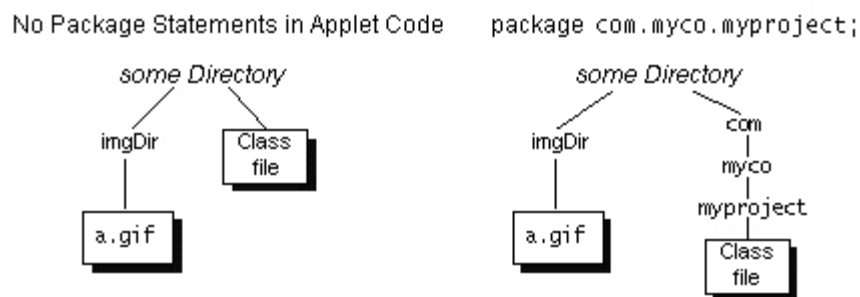 No Package Statements in Applet Code
some Directory
imgDir
Class
file
a.gif
package com.myco.myproject;
some Directory
imgDir
com
myco
myproject
a.gif
Class
file